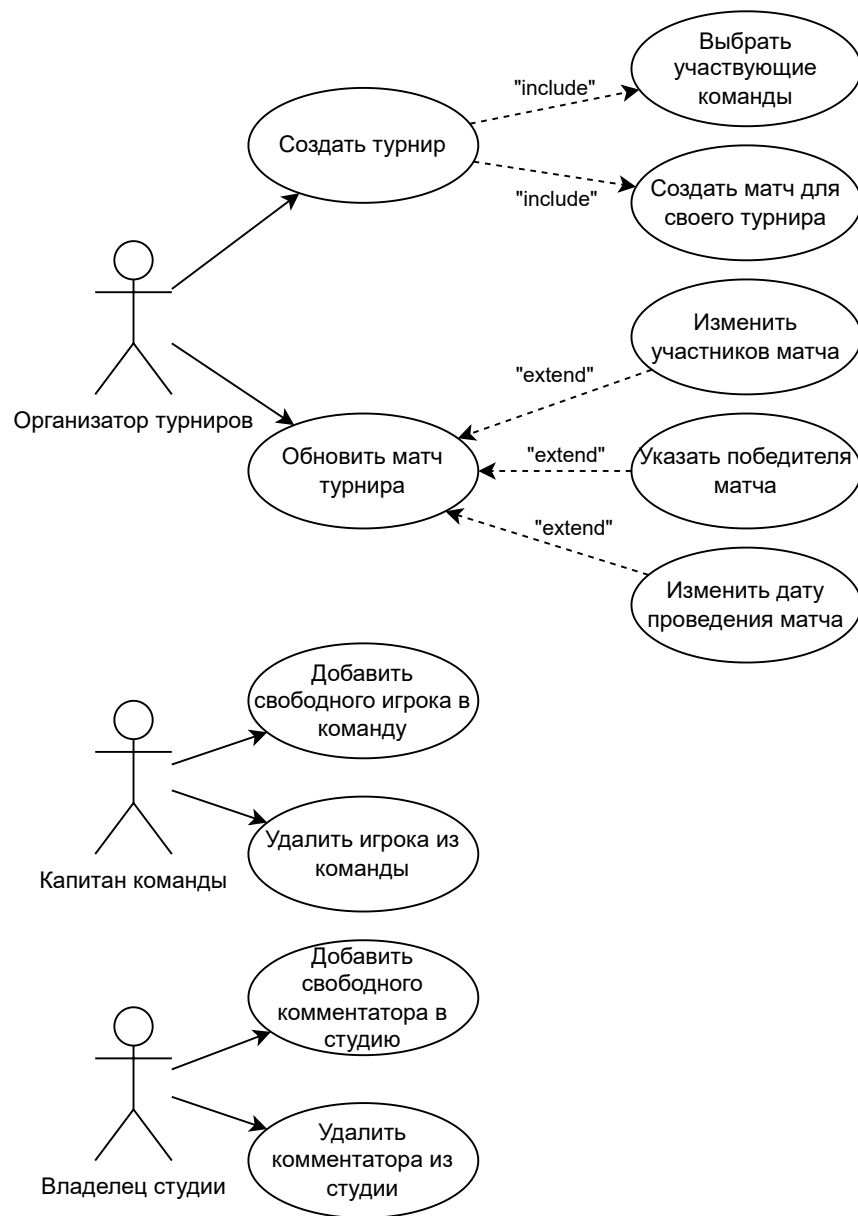 Выбрать
участвующие
команды
"include"
Создать турнир
"include"
Создать матч для
своего турнира
Организатор турниров
Изменить
участников матча
"extend"
Обновить матч
турнира
"extend"
Указать победителя
матча
"extend"
Изменить дату
проведения матча
Добавить
свободного игрока в
команду
Удалить игрока из
команды
Капитан команды
Добавить
свободного
комментатора в
студию
Удалить
комментатора из
студии
Владелец студии